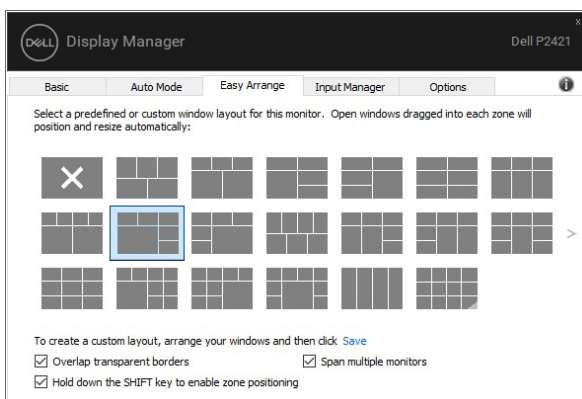 DELL Display Manager Dell P2421
Basic Auto Mode Easy Arrange Input Manager Options
Select a predefined or custom window layout for this monitor. Open windows dragged into each zone will
position and resize automatically:
To create a custom layout, arrange your windows and then click Save
Overlap transparent borders Span multiple monitors
Hold down the SHIFT key to enable zone positioning